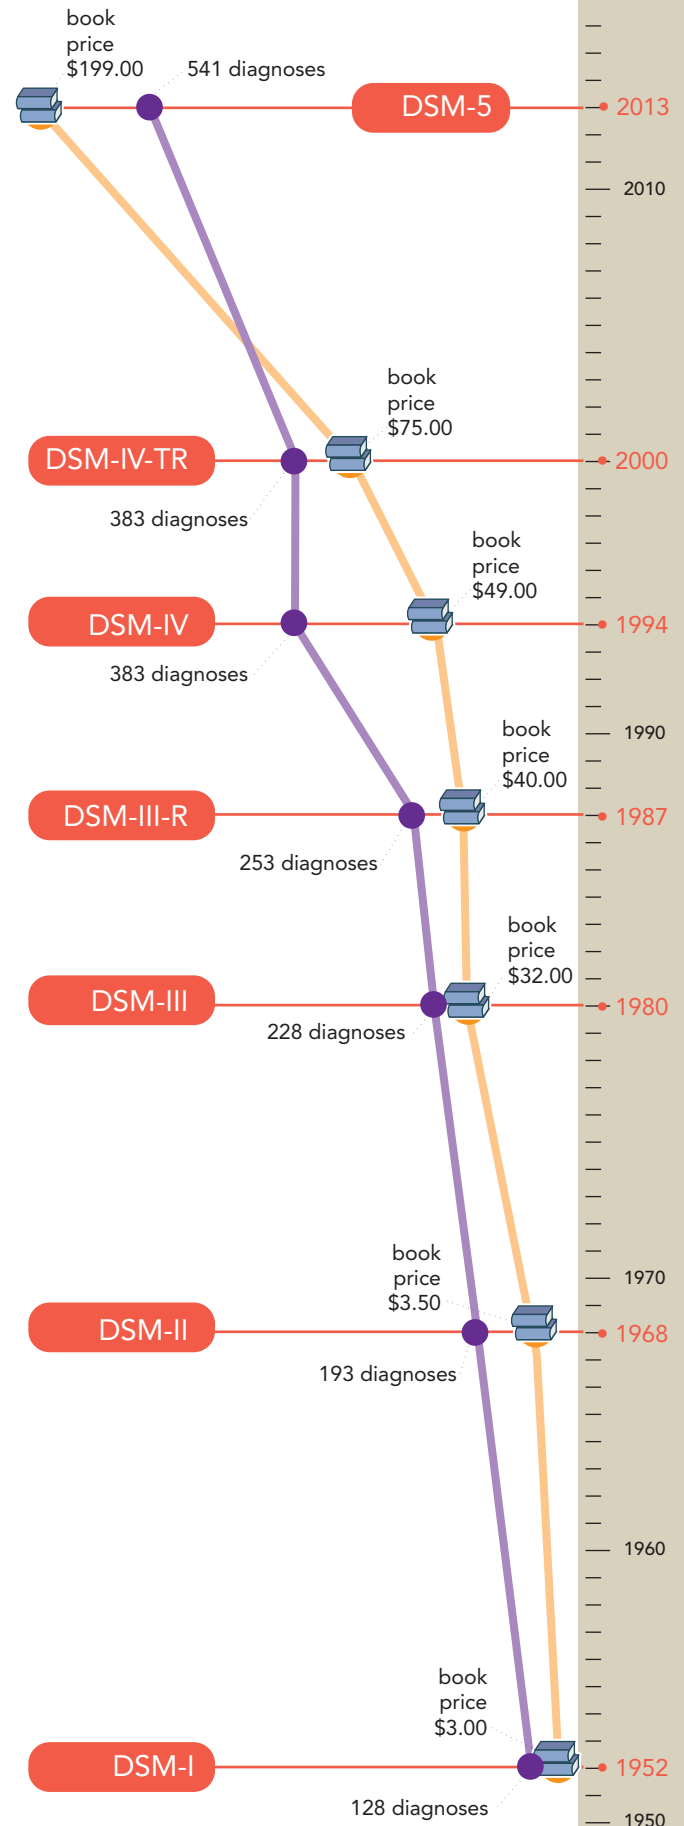 book
price
$199.00
541 diagnoses
DSM-5
2013
2010
book
price
$75.00
DSM-IV-TR
2000
383 diagnoses
book
price
$49.00
DSM-IV
1994
383 diagnoses
1990
book
price
$40.00
DSM-III-R
1987
253 diagnoses
book
price
$32.00
DSM-III
1980
228 diagnoses
1970
book
price
$3.50
DSM-II
1968
193 diagnoses
1960
book
price
$3.00
DSM-I
1952
128 diagnoses
1950